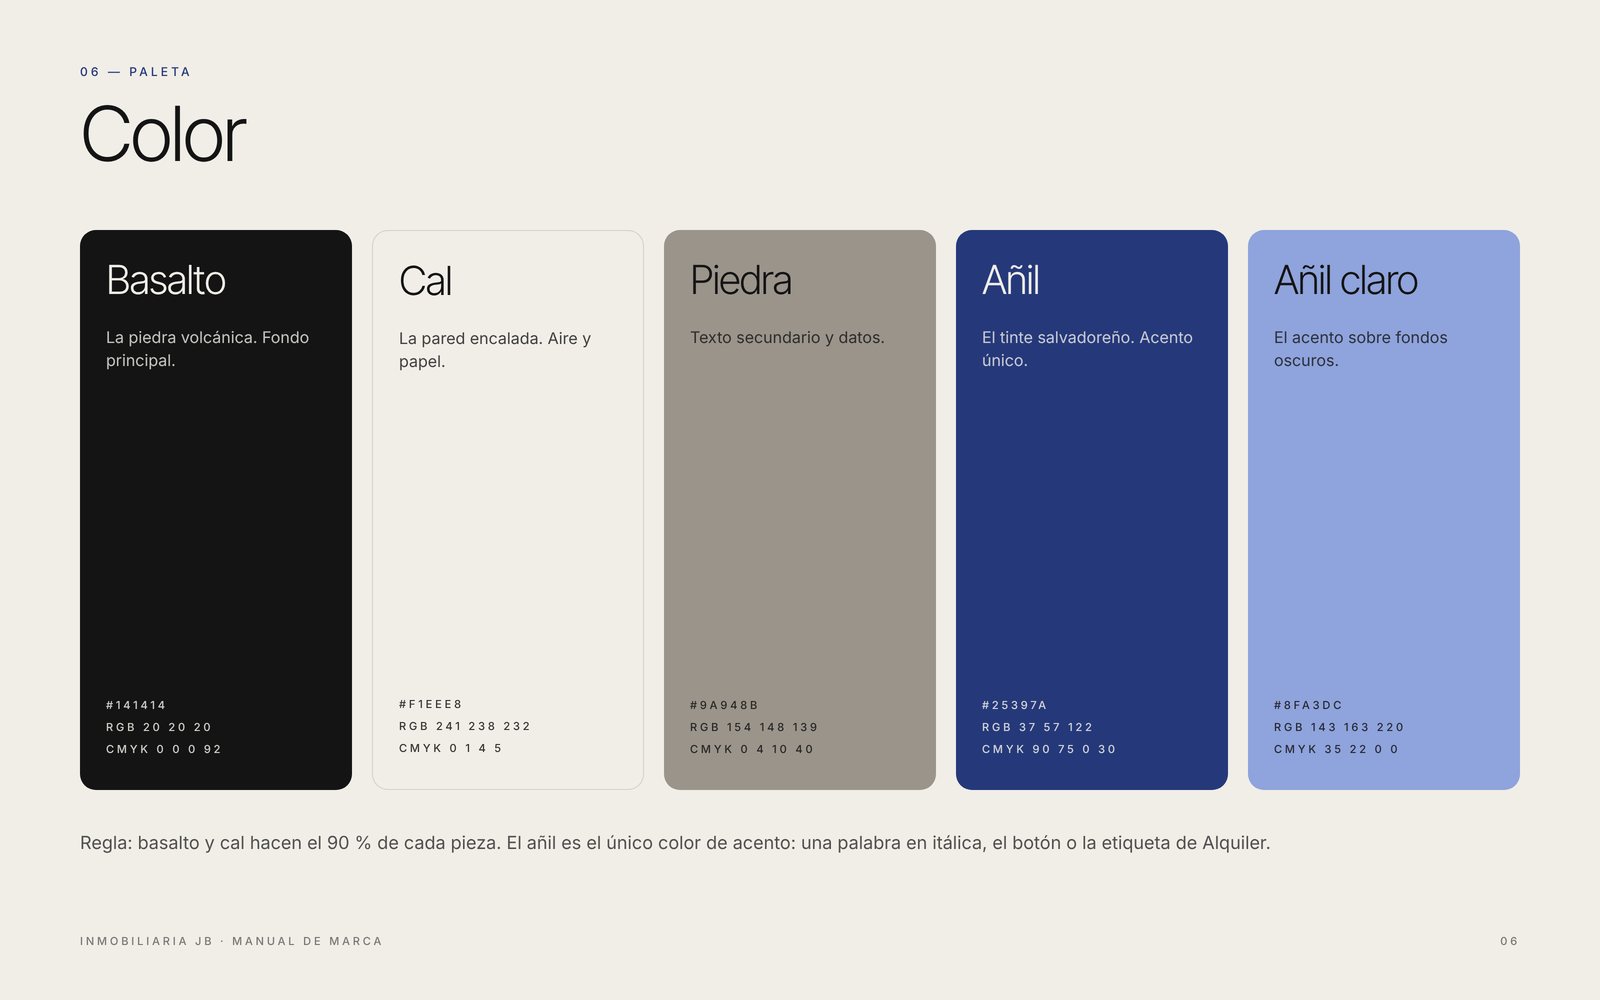 06 — PALETA
Color
Basalto
La piedra volcánica. Fondo
principal.
#141414
RGB 20 20 20
CMYK 0 0 0 92
Cal
La pared encalada. Aire y
papel.
#F1EEE8
RGB 241 238 232
CMYK 0 1 4 5
Piedra
Texto secundario y datos.
#9A948B
RGB 154 148 139
CMYK 0 4 10 40
Añil
El tinte salvadoreño. Acento
único.
#25397A
RGB 37 57 122
CMYK 90 75 0 30
Añil claro
El acento sobre fondos
oscuros.
#8FA3DC
RGB 143 163 220
CMYK 35 22 0 0
Regla: basalto y cal hacen el 90 % de cada pieza. El añil es el único color de acento: una palabra en itálica, el botón o la etiqueta de Alquiler.
INMOBILIARIA JB · MANUAL DE MARCA
06